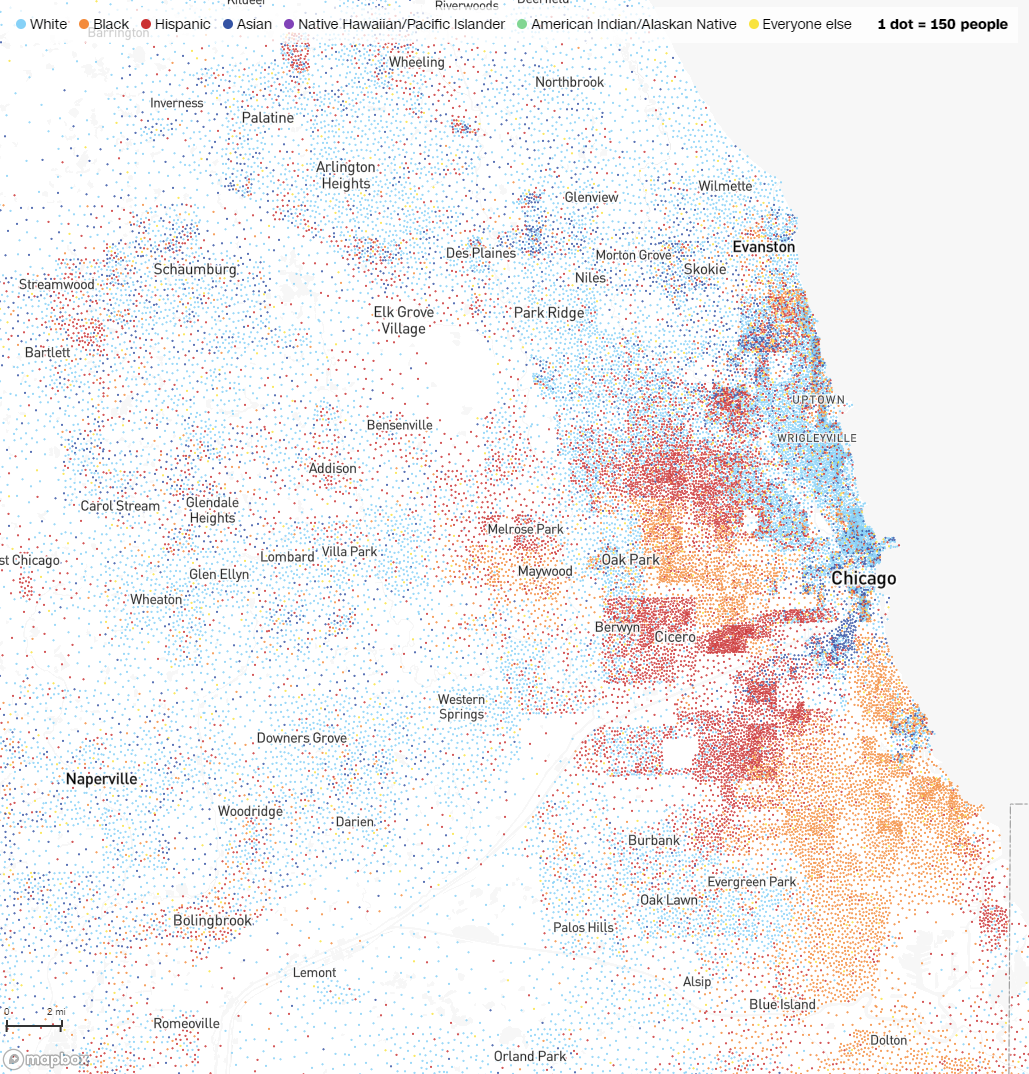 Kildeer
Riverwoods
Deerfield
White Black Hispanic Asian Native Hawaiian/Pacific Islander American Indian/Alaskan Native Everyone else 1 dot = 150 people
Barrington
Wheeling
Northbrook
Inverness
Palatine
Arlington
Heights
Wilmette
Glenview
Evanston
Des Plaines
Morton Grove
Schaumburg
Skokie
Niles
Streamwood
Elk Grove
Village
Park Ridge
Bartlett
UPTOWN
Bensenville
WRIGLEYVILLE
Addison
Carol Stream
Glendale
Heights
Melrose Park
st Chicago
Lombard
Villa Park
Oak Park
Glen Ellyn
Maywood
Chicago
Wheaton
Berwyn
Cicero
Western
Springs
Downers Grove
Naperville
Woodridge
Darien
Burbank
Evergreen Park
Oak Lawn
Bolingbrook
Palos Hills
Lemont
Alsip
Blue Island
0 2 mi
Romeoville
Dolton
Orland Park
mapbox